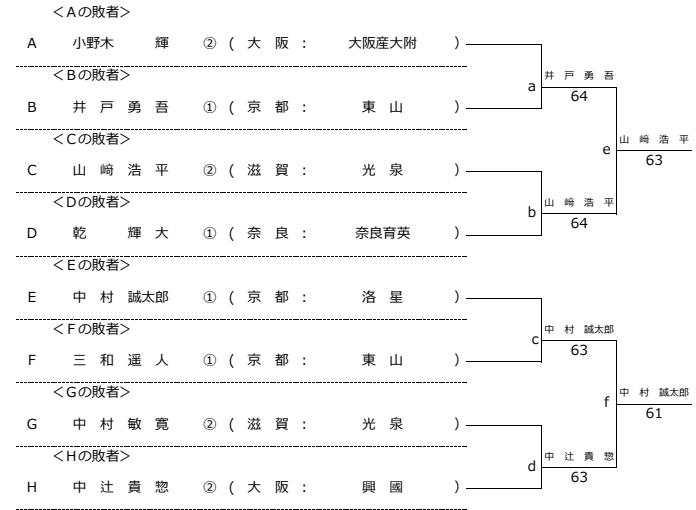 ＜Aの敗者＞
A 小野木 輝 ② ( 大 阪 : 大阪産大附 )
＜Bの敗者＞
B 井 戸 勇 吾 ① ( 京 都 : 東 山 )
a 井 戸 勇 吾
64
＜Cの敗者＞
C 山 﨑 浩 平 ② ( 滋 賀 : 光 泉 )
e 山 﨑 浩 平
63
＜Dの敗者＞
D 乾 輝 大 ① ( 奈 良 : 奈良育英 )
b 山 﨑 浩 平
64
＜Eの敗者＞
E 中 村 誠太郎 ① ( 京 都 : 洛 星 )
＜Fの敗者＞
F 三 和 遥 人 ① ( 京 都 : 東 山 )
c 中 村 誠太郎
63
＜Gの敗者＞
G 中 村 敏 寛 ② ( 滋 賀 : 光 泉 )
f 中 村 誠太郎
61
＜Hの敗者＞
H 中 辻 貴 惣 ② ( 大 阪 : 興 國 )
d 中 辻 貴 惣
63